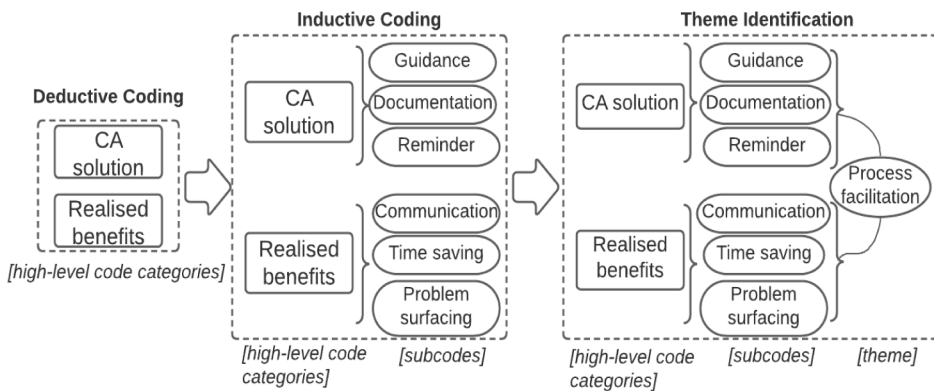 Deductive Coding
CA
solution
Realised
benefits
[high-level code categories]
Inductive Coding
CA
solution
Guidance
Documentation
Reminder
Realised
benefits
Communication
Time saving
Problem
surfacing
[high-level code
categories]
[subcodes]
Theme Identification
CA solution
Guidance
Documentation
Reminder
Realised
benefits
Communication
Time saving
Problem
surfacing
Process
facilitation
[high-level code
categories]
[subcodes]
[theme]